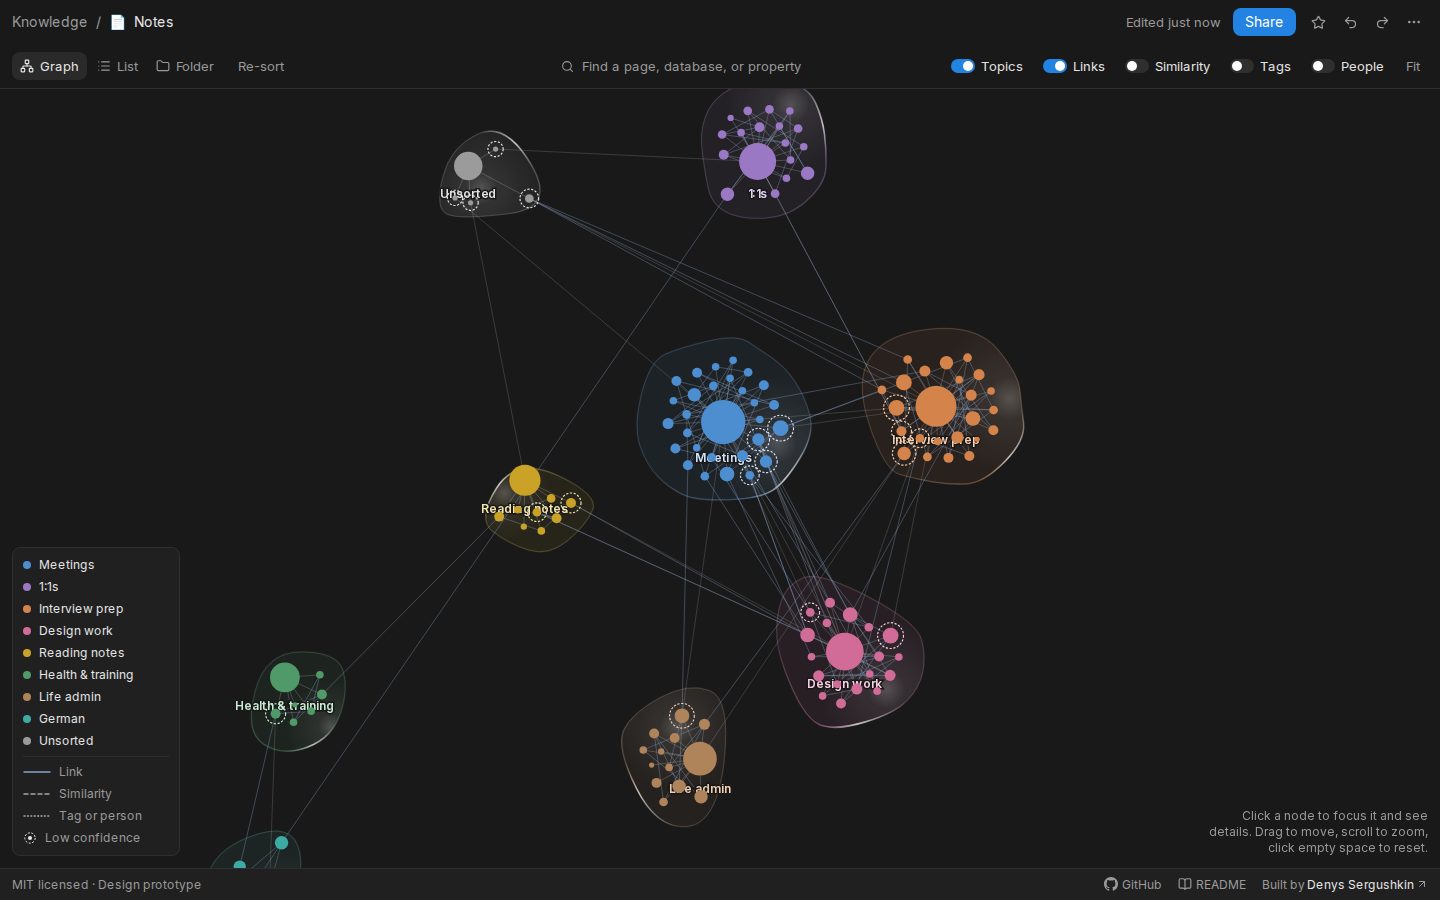 Knowledge / Notes
Edited just now
Share
Graph
List
Folder
Re-sort
Find a page, database, or property
Topics
Links
Similarity
Tags
People
Fit
Unsorted
1:1s
Meetings
Interview prep
Reading notes
Health & training
Design work
Life admin
Meetings
1:1s
Interview prep
Design work
Reading notes
Health & training
Life admin
German
Unsorted
Link
Similarity
Tag or person
Low confidence
Click a node to focus it and see
details. Drag to move, scroll to zoom,
click empty space to reset.
MIT licensed · Design prototype
GitHub
README
Built by Denys Sergushkin